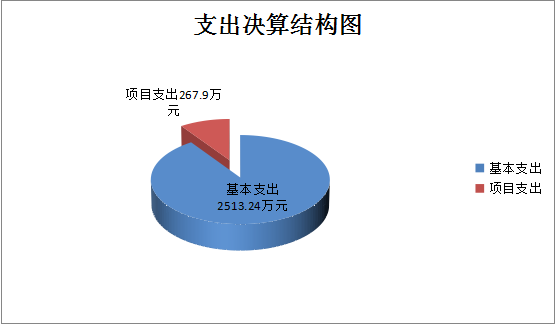 支出决算结构图
项目支出267.9万
元
基本支出
2513.24万元
基本支出
项目支出